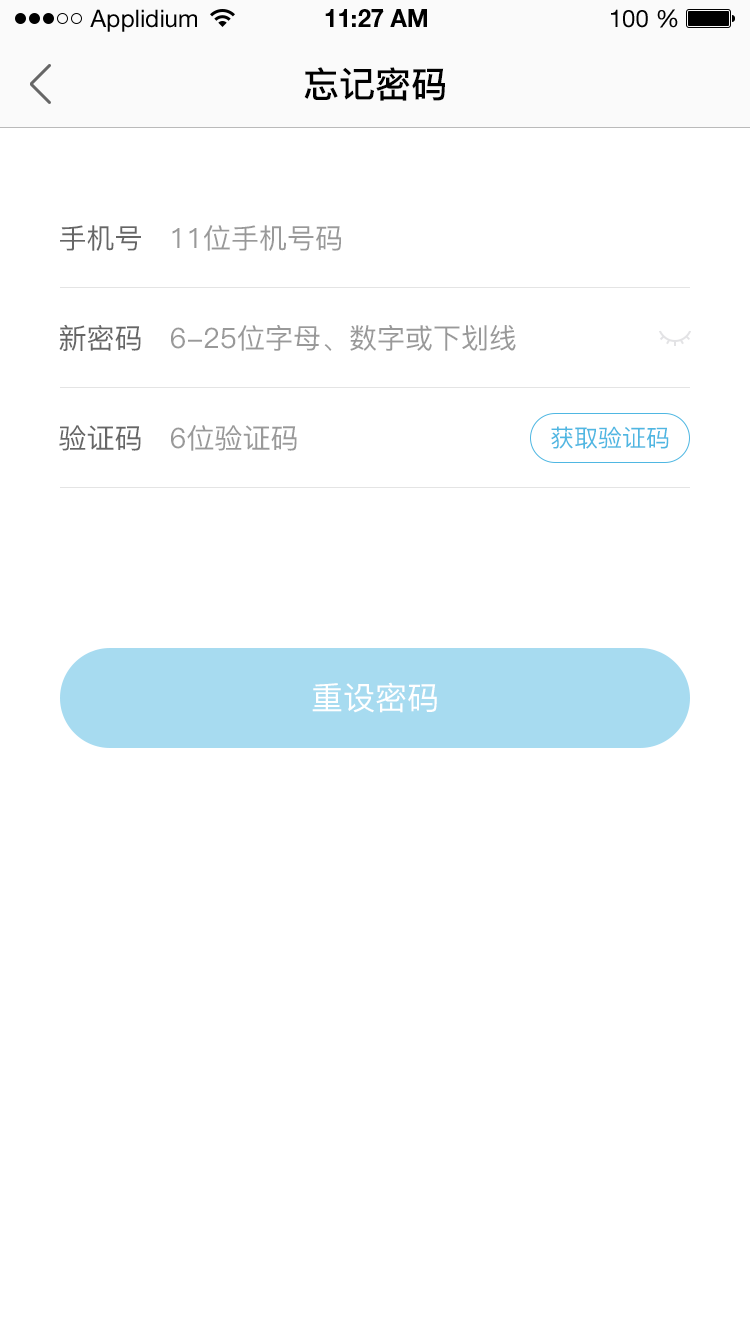 Applidium 11:27 AM 100 %
忘记密码
手机号 11位手机号码
新密码 6-25位字母、数字或下划线
验证码 6位验证码 获取验证码
重设密码